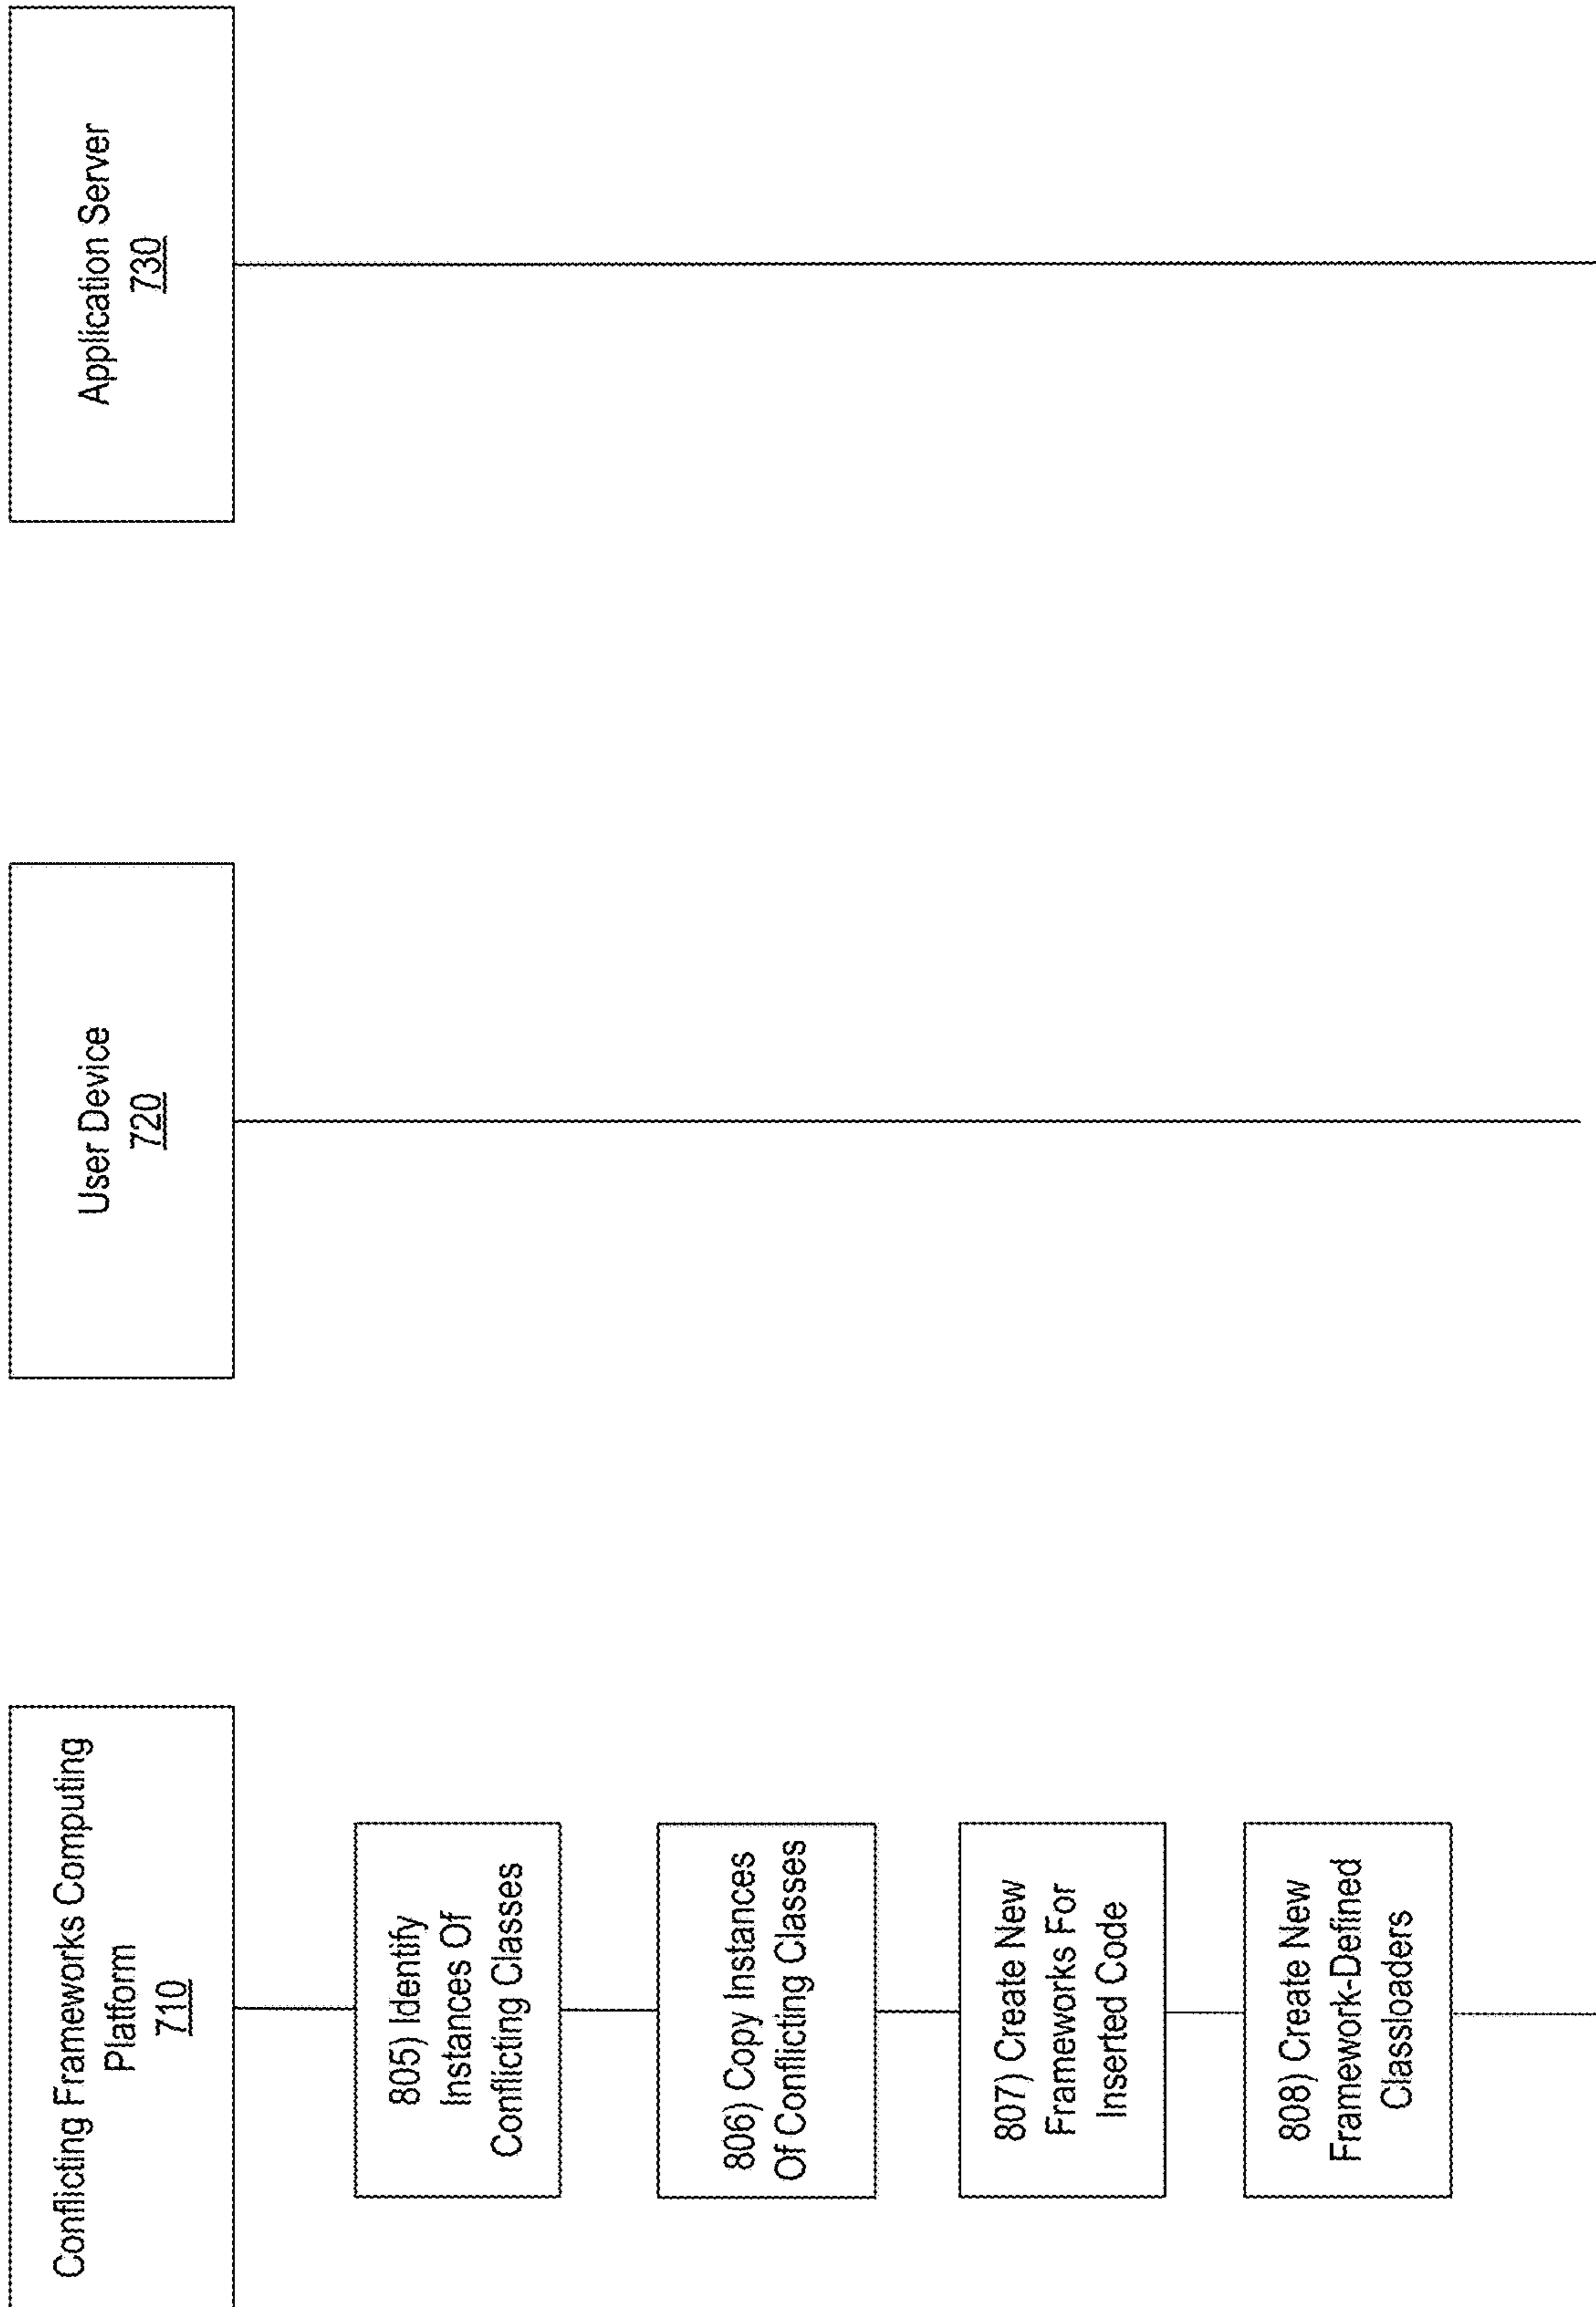 Conflicting Frameworks Computing
Platform
710
User Device
720
Application Server
730
805) Identify
Instances Of
Conflicting Classes
806) Copy Instances
Of Conflicting Classes
807) Create New
Frameworks For
Inserted Code
808) Create New
Framework-Defined
Classloaders